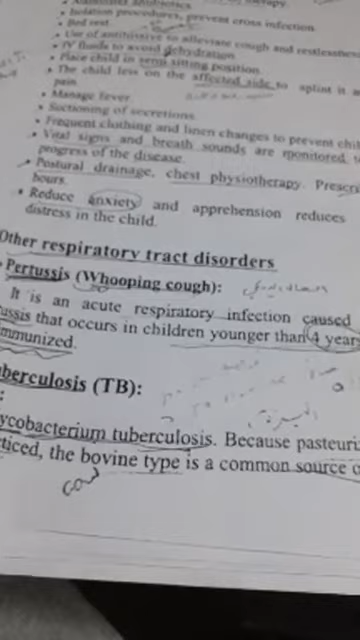 • Isolation procedures, prevent cross infection.
• Bed rest.
• Use of antitussive to alleviate cough and restlessness
• IV fluids to avoid dehydration.
• Place child in semi sitting position.
• The child lies on the affected side to splint it
pain.
• Manage fever.
• Suctioning of secretions.
• Frequent clothing and linen changes to prevent
• Vital signs and breath sounds are monitored
progress of the disease.
• Postural drainage, chest physiotherapy.
hours.
• Reduce anxiety and apprehension reduces
distress in the child.
Other respiratory tract disorders
Pertussis (Whooping cough):
It is an acute respiratory infection caused
ussis that occurs in children younger than 4 years
mmunized.
uberculosis (TB):
ycobacterium tuberculosis. Because pasteuri
ticed, the bovine type is a common source
cow